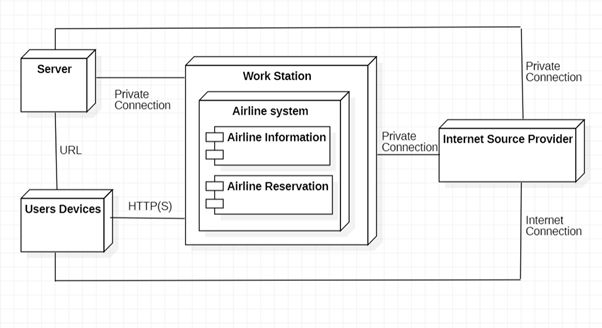 Server
Work Station
Private
Connection
Private
Connection
Airline system
Airline Information
Private
Connection
Internet Source Provider
URL
Airline Reservation
Users Devices
HTTP(S)
Internet
Connection